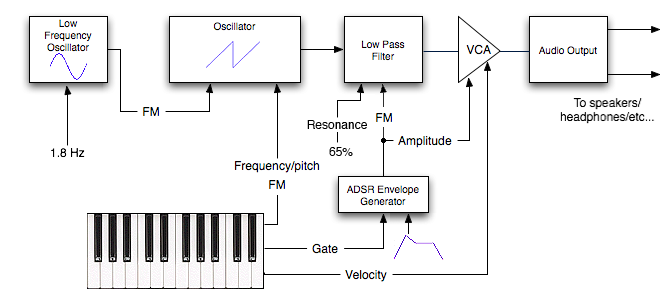 Low
Frequency
Oscillator
Oscillator
Low Pass
Filter
VCA
Audio Output
FM
To speakers/
headphones/etc...
Resonance
FM
Amplitude
1.8 Hz
65%
Frequency/pitch
FM
ADSR Envelope
Generator
Gate
Velocity